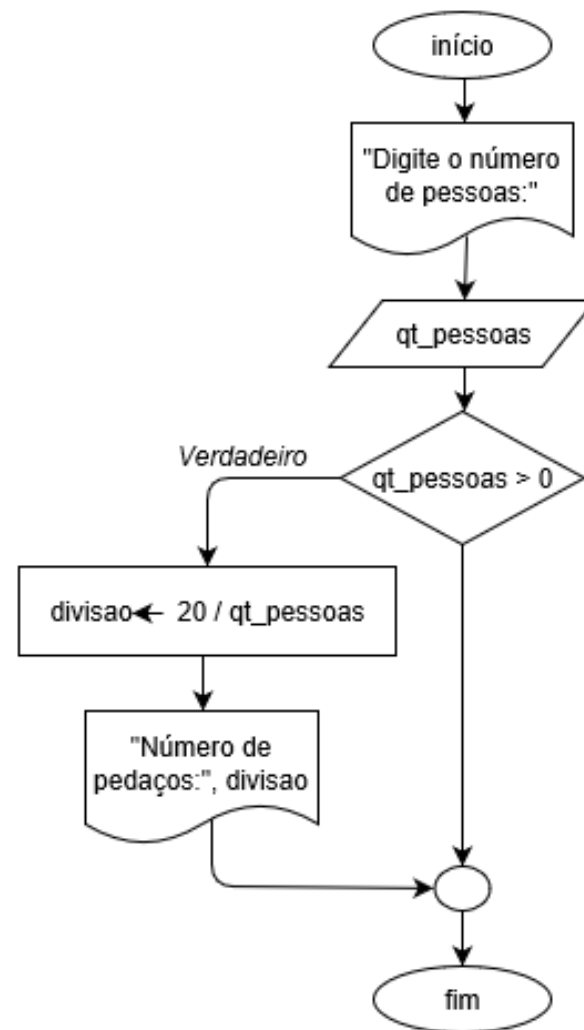 início
"Digite o número
de pessoas:"
qt_pessoas
qt_pessoas > 0
Verdadeiro
divisao← 20 / qt_pessoas
"Número de
pedaços:", divisao
fim